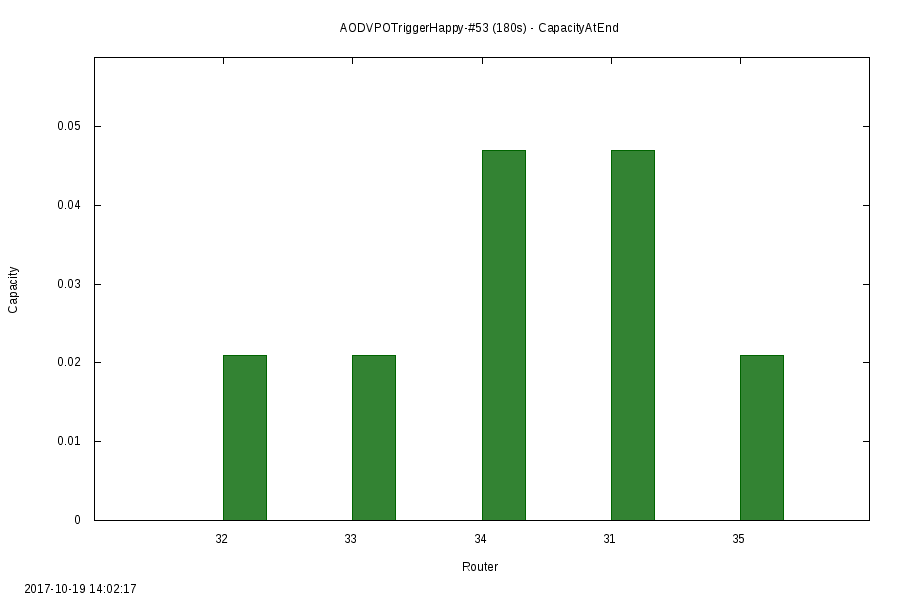 AODVPOTriggerHappy-#53 (180s) - CapacityAtEnd
0.05
0.04
0.03
0.02
0.01
0
Capacity
32 33 34 31 35
Router
2017-10-19 14:02:17